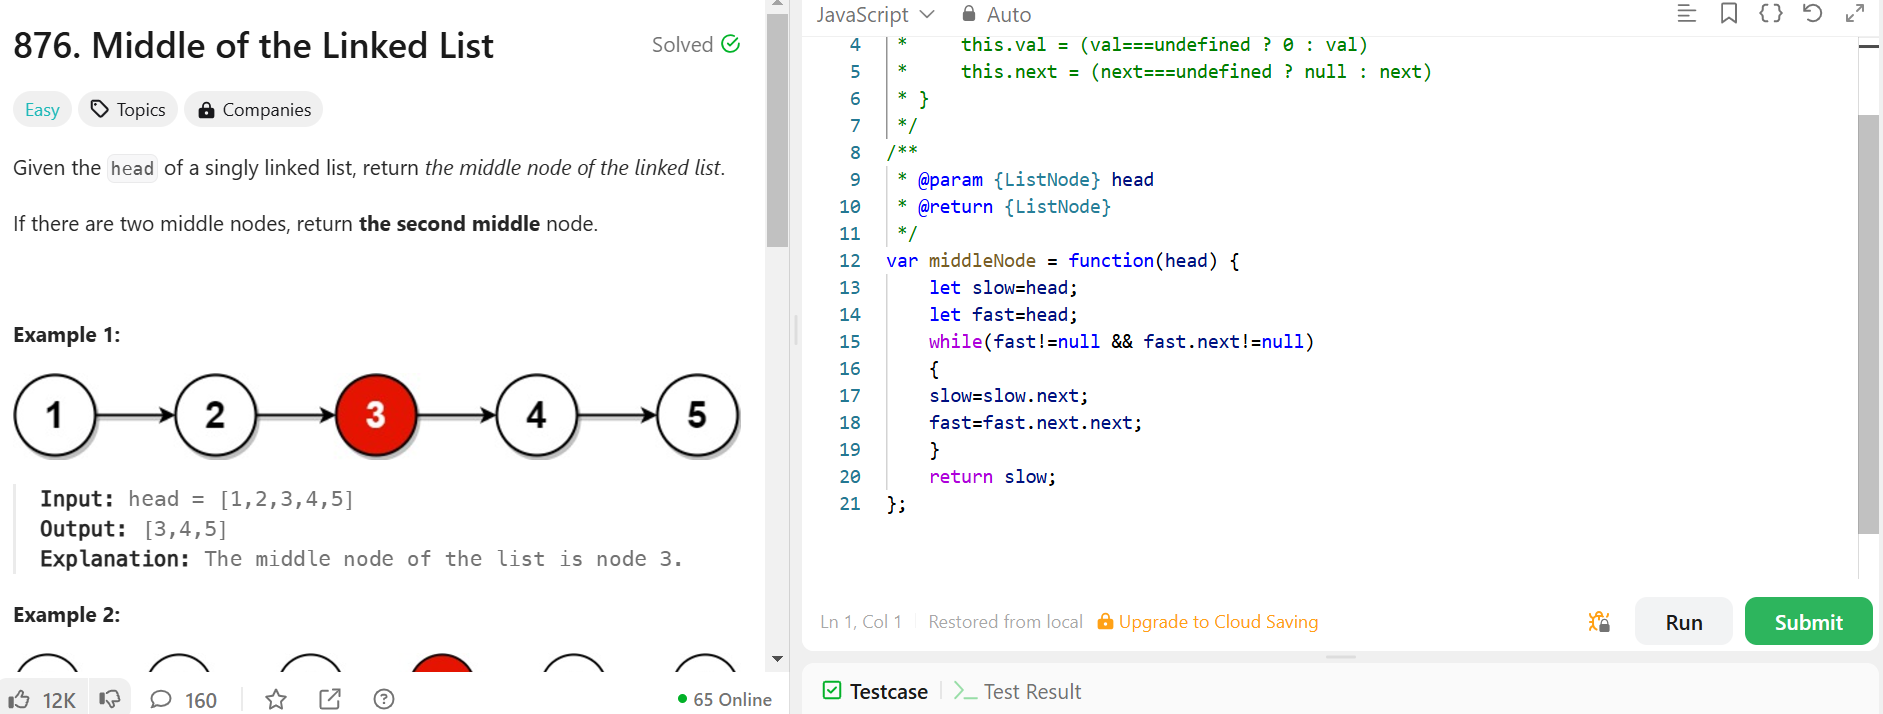 876. Middle of the Linked List
Solved
Easy
Topics
Companies
Given the head of a singly linked list, return the middle node of the linked list.
If there are two middle nodes, return the second middle node.
Example 1:
1
2
3
4
5
Input: head = [1,2,3,4,5]
Output: [3,4,5]
Explanation: The middle node of the list is node 3.
Example 2:
12K
160
65 Online
JavaScript
Auto
4 *     this.val = (val===undefined ? 0 : val)
5 *     this.next = (next===undefined ? null : next)
6 * }
7 */
8 /**
9 * @param {ListNode} head
10 * @return {ListNode}
11 */
12 var middleNode = function(head) {
13     let slow=head;
14     let fast=head;
15     while(fast!=null && fast.next!=null)
16     {
17     slow=slow.next;
18     fast=fast.next.next;
19     }
20     return slow;
21 };
Ln 1, Col 1
Restored from local
Upgrade to Cloud Saving
Run
Submit
Testcase
Test Result